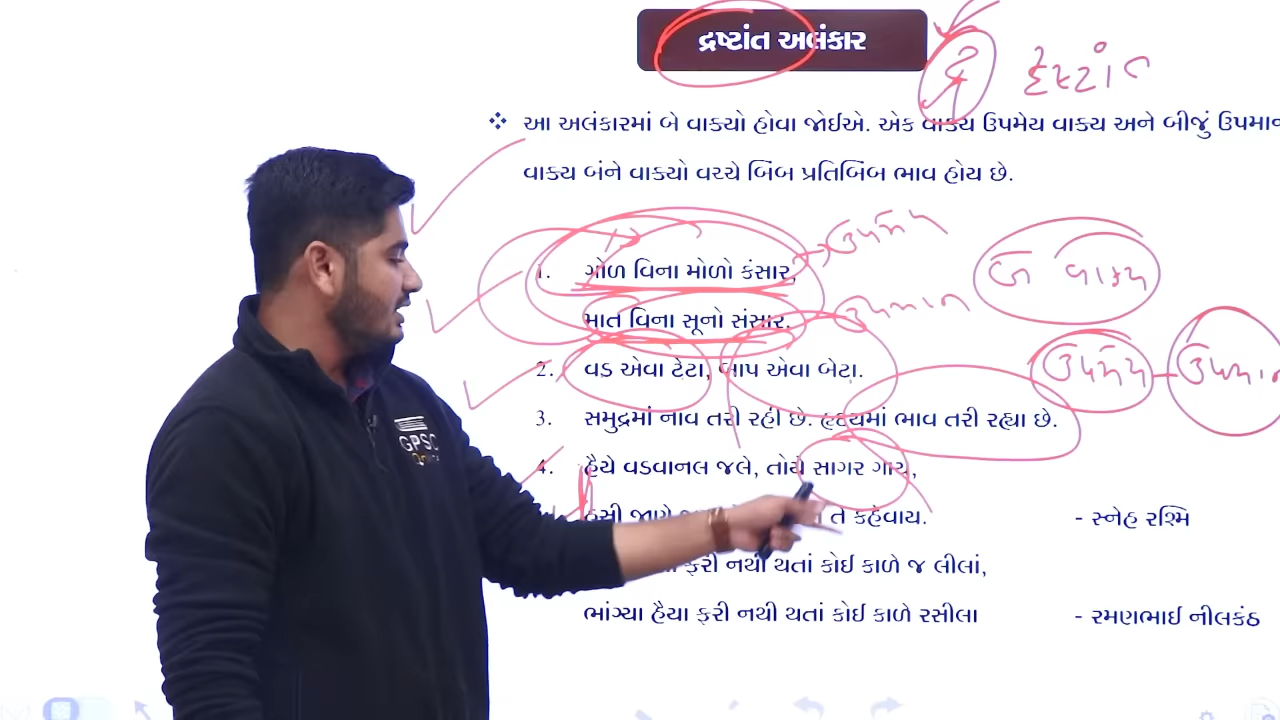 દ્રષ્ટાંત અલંકાર
દ્ર દૃષ્ટાંત
❖ આ અલંકારમાં બે વાક્યો હોવા જોઈએ. એક વાક્ય ઉપમેય વાક્ય અને બીજું ઉપમાન
વાક્ય બંને વાક્યો વચ્ચે બિંબ પ્રતિબિંબ ભાવ હોય છે.
ઉપમેય
1. ગોળ વિના મોળો કંસાર, બે વાક્ય
ઉપમાન
માત વિના સૂનો સંસાર.
2. વડ એવા ટેટા, બાપ એવા બેટા. ઉપમેય – ઉપમાન
3. સમુદ્રમાં નાવ તરી રહી છે. હૃદયમાં ભાવ તરી રહ્યા છે.
4. હૈયે વડવાનલ જલે, તોયે સાગર ગાય,
હસી જાણે તે કહેવાય. - સ્નેહ રશ્મિ
ફરી નથી થતાં કોઈ કાળે જ લીલાં,
ભાંગ્યા હૈયા ફરી નથી થતાં કોઈ કાળે રસીલા - રમણભાઈ નીલકંઠ
GPSC
Online